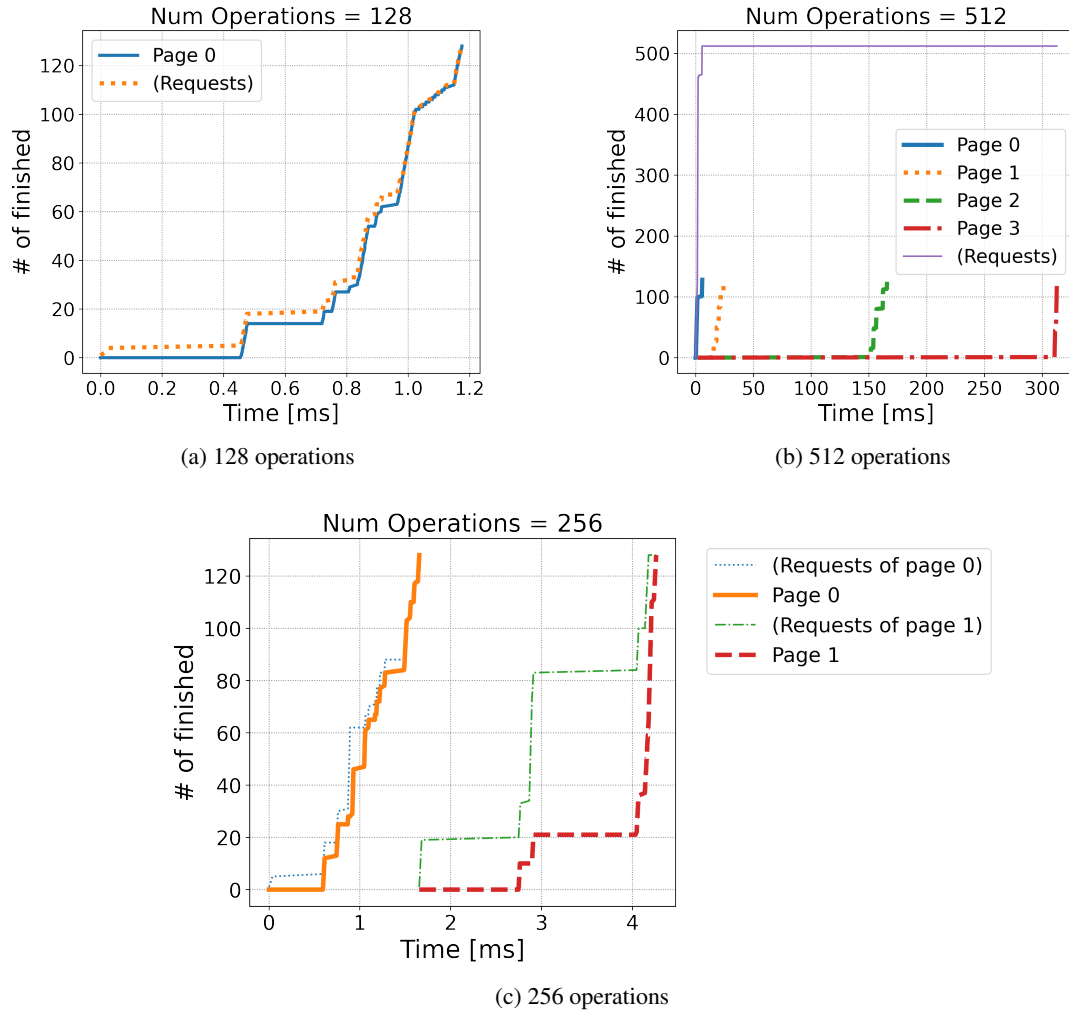 Num Operations = 128
Page 0
(Requests)
# of finished
120
100
80
60
40
20
0
0.0 0.2 0.4 0.6 0.8 1.0 1.2
Time [ms]
(a) 128 operations
Num Operations = 512
# of finished
500
400
300
200
100
0
Page 0
Page 1
Page 2
Page 3
(Requests)
0 50 100 150 200 250 300
Time [ms]
(b) 512 operations
Num Operations = 256
# of finished
120
100
80
60
40
20
0
0 1 2 3 4
Time [ms]
(Requests of page 0)
Page 0
(Requests of page 1)
Page 1
(c) 256 operations